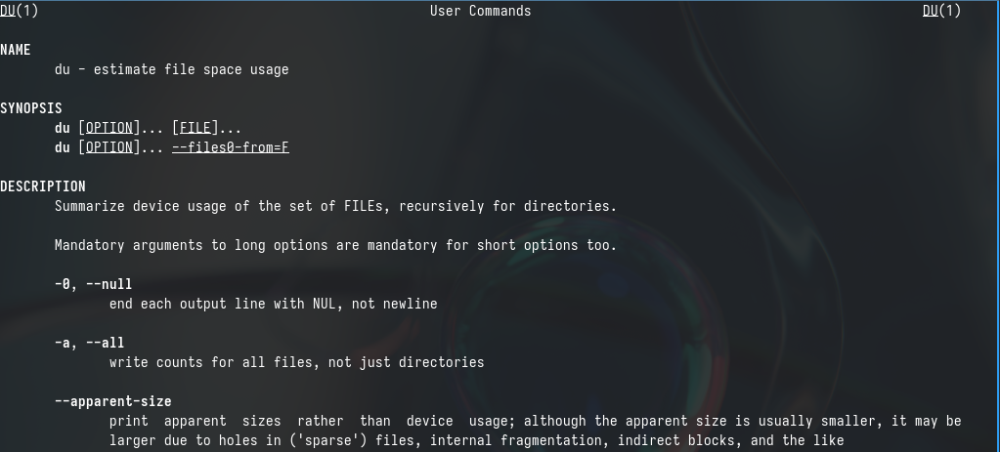 DU(1) User Commands DU(1)
NAME
du - estimate file space usage
SYNOPSIS
du [OPTION]... [FILE]...
du [OPTION]... --files0-from=F
DESCRIPTION
Summarize device usage of the set of FILEs, recursively for directories.
Mandatory arguments to long options are mandatory for short options too.
-0, --null
end each output line with NUL, not newline
-a, --all
write counts for all files, not just directories
--apparent-size
print apparent sizes rather than device usage; although the apparent size is usually smaller, it may be
larger due to holes in ('sparse') files, internal fragmentation, indirect blocks, and the like